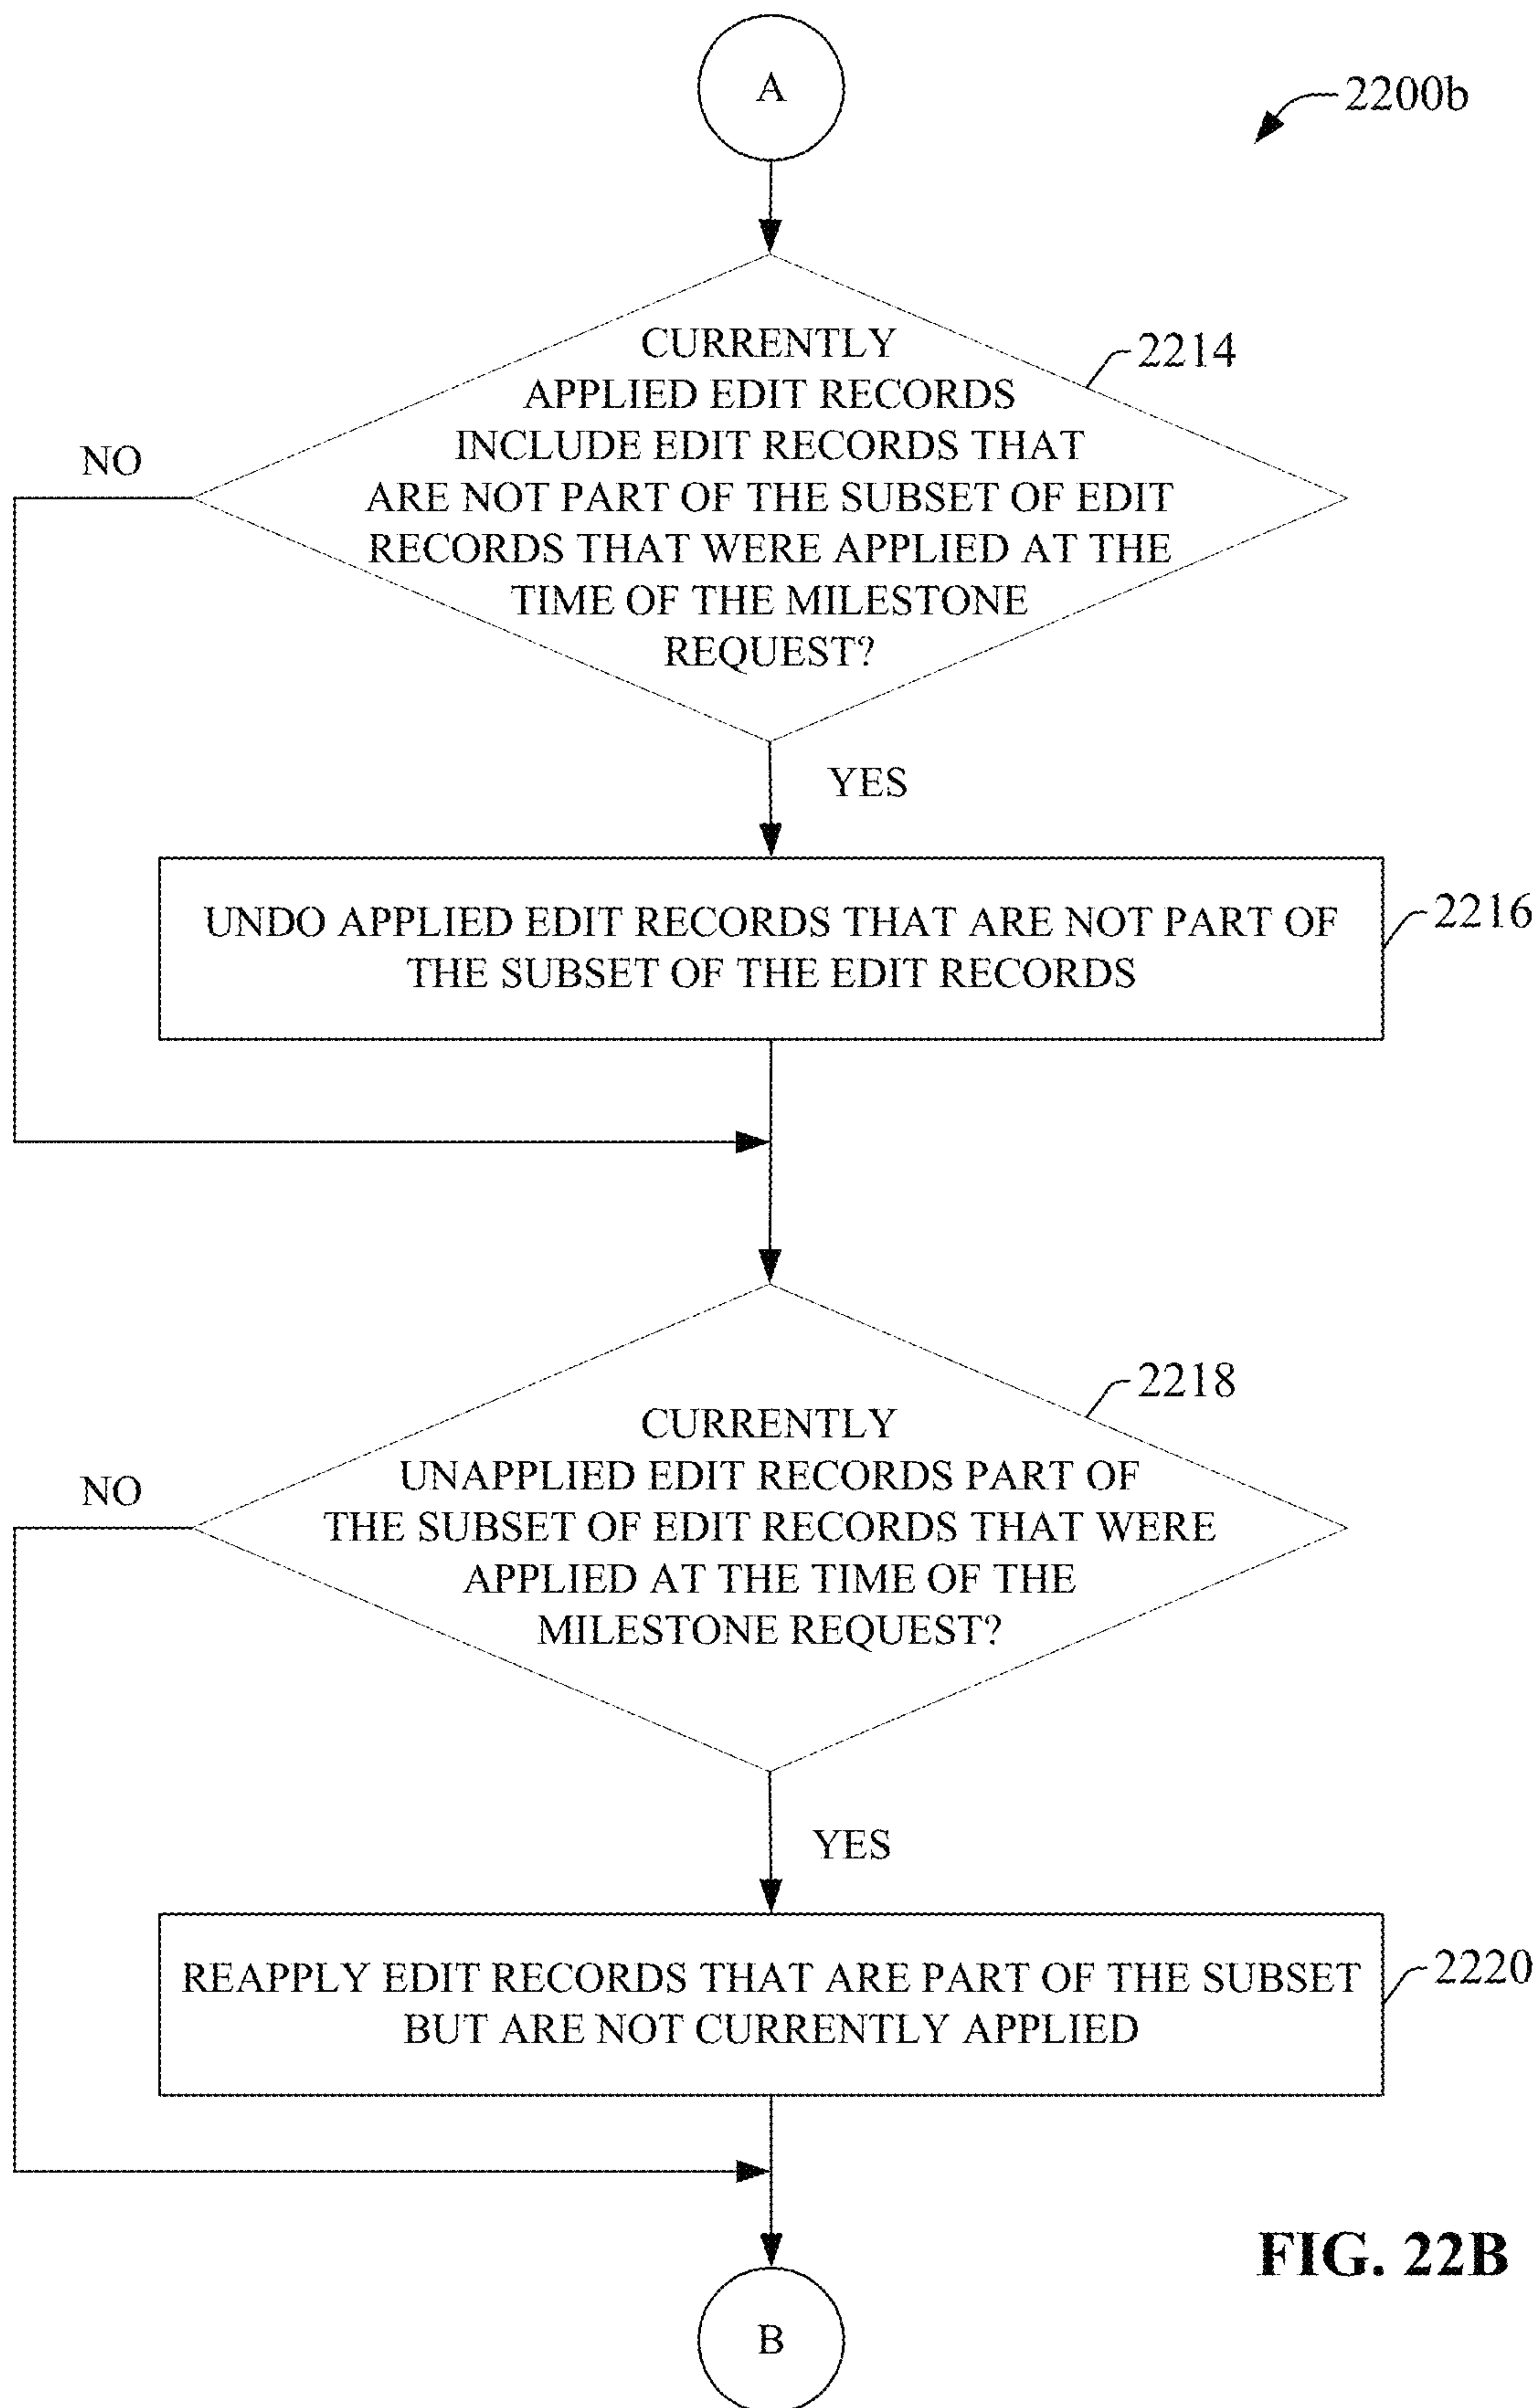 A
2200b
CURRENTLY
2214
APPLIED EDIT RECORDS
INCLUDE EDIT RECORDS THAT
NO
ARE NOT PART OF THE SUBSET OF EDIT
RECORDS THAT WERE APPLIED AT THE
TIME OF THE MILESTONE
REQUEST?
YES
UNDO APPLIED EDIT RECORDS THAT ARE NOT PART OF
2216
THE SUBSET OF THE EDIT RECORDS
2218
CURRENTLY
UNAPPLIED EDIT RECORDS PART OF
NO
THE SUBSET OF EDIT RECORDS THAT WERE
APPLIED AT THE TIME OF THE
MILESTONE REQUEST?
YES
REAPPLY EDIT RECORDS THAT ARE PART OF THE SUBSET
2220
BUT ARE NOT CURRENTLY APPLIED
FIG. 22B
B